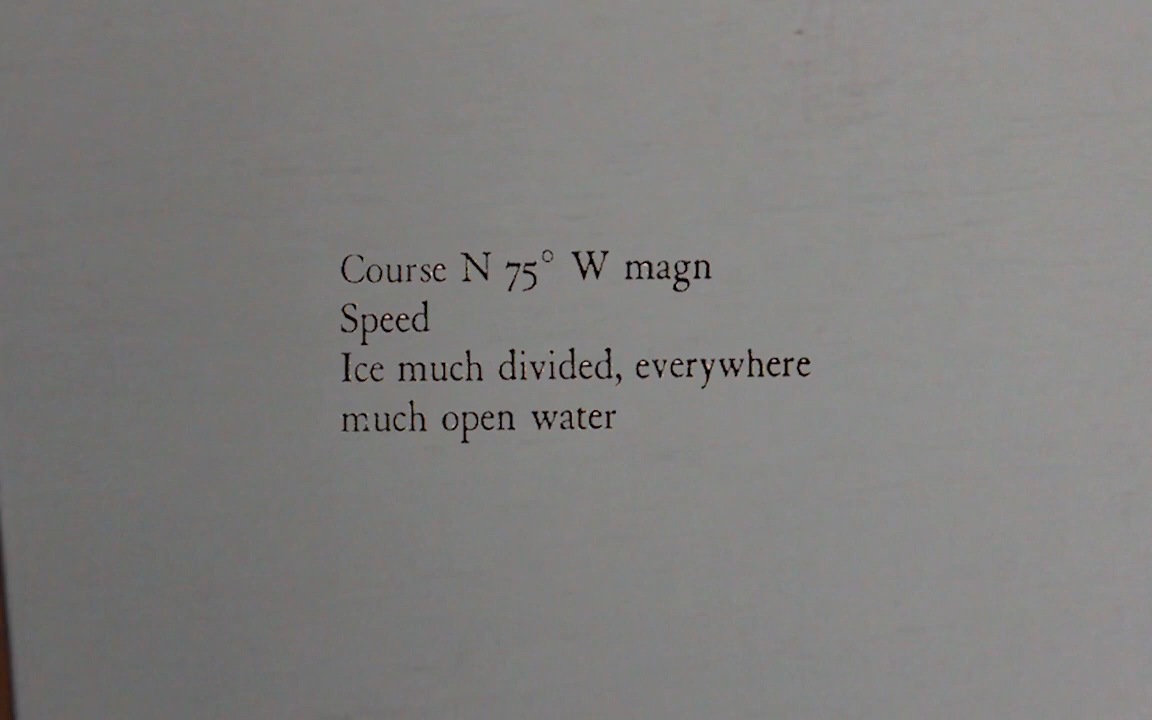 Course N 75° W magn
Speed
Ice much divided, everywhere
much open water